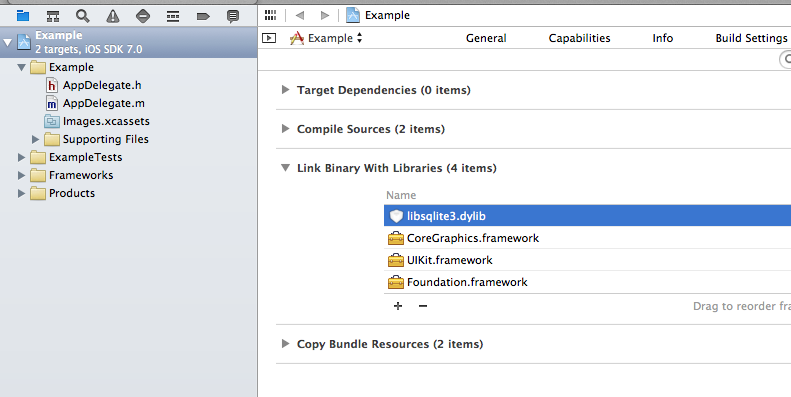 Example
Example
2 targets, iOS SDK 7.0
Example
General
Capabilities
Info
Build Settings
Example
AppDelegate.h
AppDelegate.m
Images.xcassets
Supporting Files
ExampleTests
Frameworks
Products
Target Dependencies (0 items)
Compile Sources (2 items)
Link Binary With Libraries (4 items)
Name
libsqlite3.dylib
CoreGraphics.framework
UIKit.framework
Foundation.framework
Drag to reorder fra
Copy Bundle Resources (2 items)